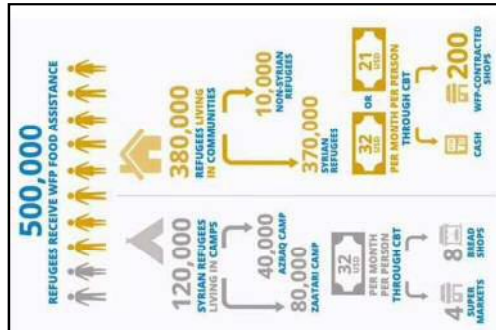 500,000
REFUGEES RECEIVE WFP FOOD ASSISTANCE
120,000
SYRIAN REFUGEES
LIVING IN CAMPS
80,000
ZAATARI CAMP
40,000
AZRAQ CAMP
32
USD
PER MONTH
PER PERSON
THROUGH CBT
4
SUPER
MARKETS
8
BREAD
SHOPS
380,000
REFUGEES LIVING
IN COMMUNITIES
370,000
SYRIAN
REFUGEES
10,000
NON-SYRIAN
REFUGEES
32
USD
OR
21
USD
PER MONTH PER PERSON
THROUGH CBT
CASH
200
WFP-CONTRACTED
SHOPS